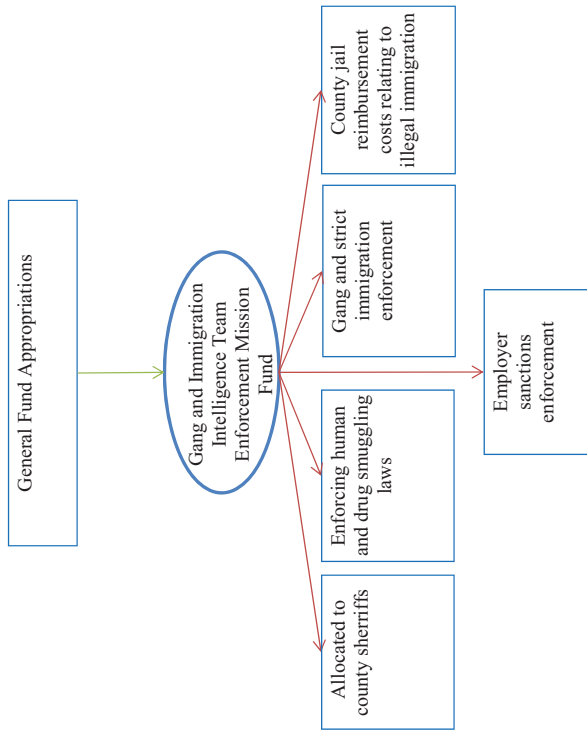 General Fund Appropriations
Gang and Immigration
Intelligence Team
Enforcement Mission
Fund
Allocated to
county sherriffs
Enforcing human
and drug smuggling
laws
Gang and strict
immigration
enforcement
County jail
reimbursement
costs relating to
illegal immigration
Employer
sanctions
enforcement